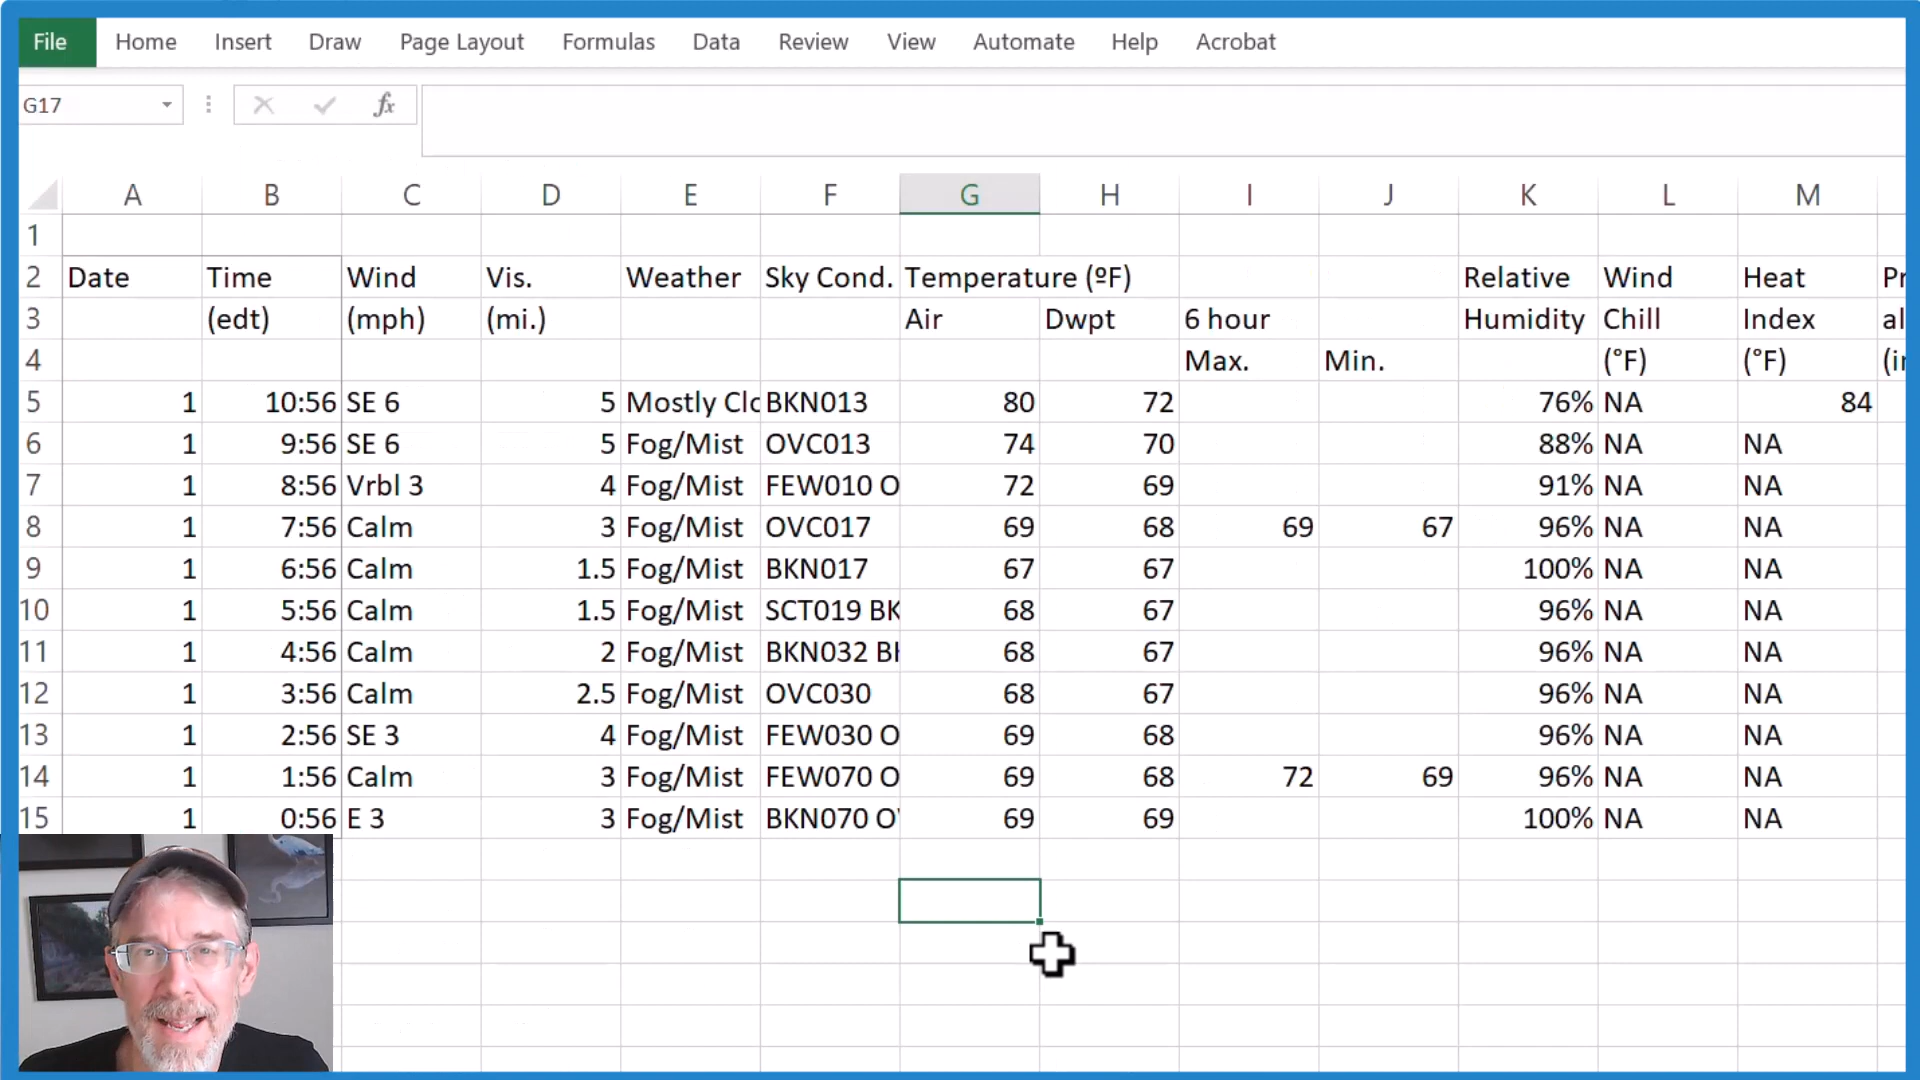 File Home Insert Draw Page Layout Formulas Data Review View Automate Help Acrobat
G17 fx
A B C D E F G H I J K L M
1
2 Date Time Wind Vis. Weather Sky Cond. Temperature (ºF) Relative Wind Heat Pr
3 (edt) (mph) (mi.) Air Dwpt 6 hour Humidity Chill Index al
4 Max. Min. (°F) (°F) (in
5 1 10:56 SE 6 5 Mostly Clo BKN013 80 72 76% NA 84
6 1 9:56 SE 6 5 Fog/Mist OVC013 74 70 88% NA NA
7 1 8:56 Vrbl 3 4 Fog/Mist FEW010 O 72 69 91% NA NA
8 1 7:56 Calm 3 Fog/Mist OVC017 69 68 69 67 96% NA NA
9 1 6:56 Calm 1.5 Fog/Mist BKN017 67 67 100% NA NA
10 1 5:56 Calm 1.5 Fog/Mist SCT019 BK 68 67 96% NA NA
11 1 4:56 Calm 2 Fog/Mist BKN032 BK 68 67 96% NA NA
12 1 3:56 Calm 2.5 Fog/Mist OVC030 68 67 96% NA NA
13 1 2:56 SE 3 4 Fog/Mist FEW030 O 69 68 96% NA NA
14 1 1:56 Calm 3 Fog/Mist FEW070 O 69 68 72 69 96% NA NA
15 1 0:56 E 3 3 Fog/Mist BKN070 OV 69 69 100% NA NA